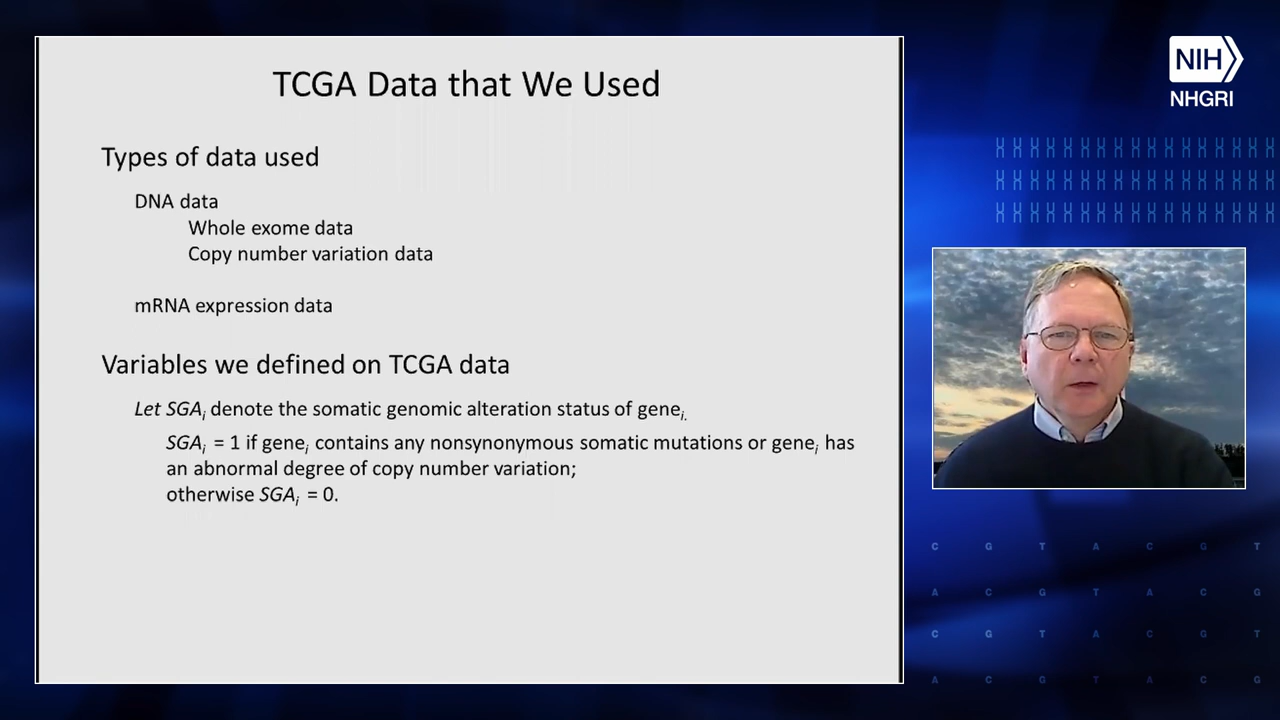 TCGA Data that We Used
Types of data used
DNA data
Whole exome data
Copy number variation data
mRNA expression data
Variables we defined on TCGA data
Let SGAi denote the somatic genomic alteration status of genei.
SGAi = 1 if genei contains any nonsynonymous somatic mutations or genei has
an abnormal degree of copy number variation;
otherwise SGAi = 0.
NIH
NHGRI
C G T A C G T
A C G T A C G
C G T A C G T
A C G T A C G